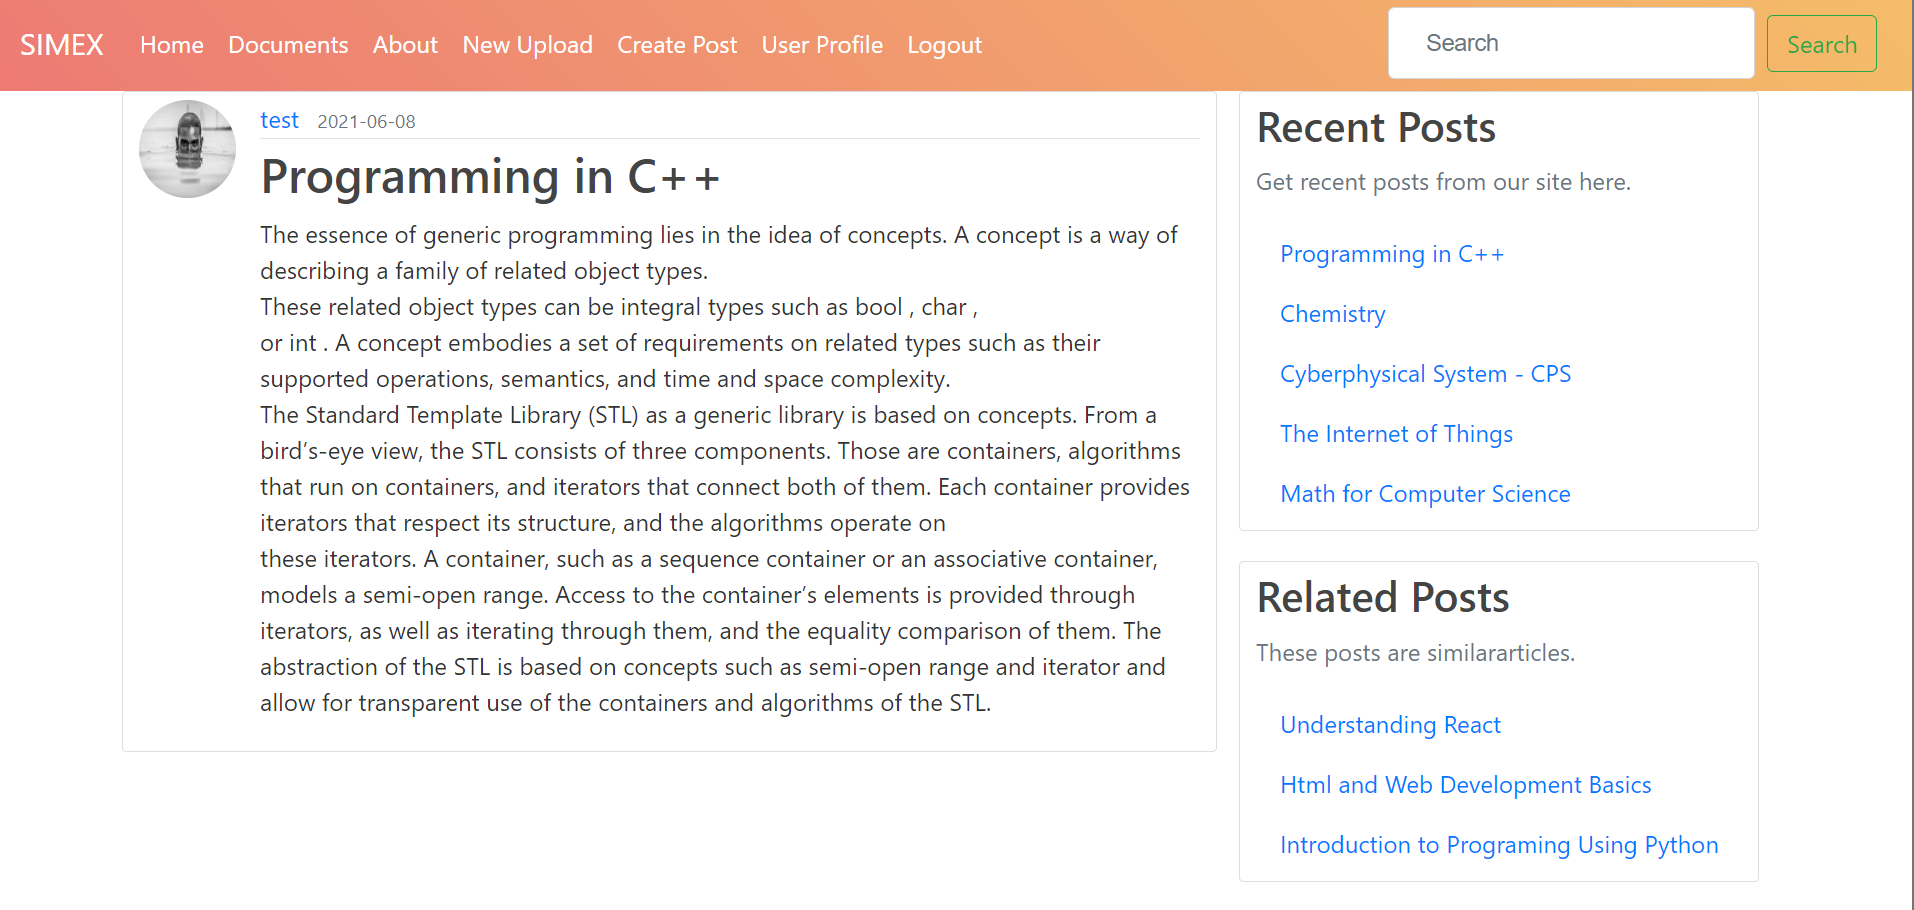 SIMEX Home Documents About New Upload Create Post User Profile Logout Search Search
test 2021-06-08
Programming in C++
The essence of generic programming lies in the idea of concepts. A concept is a way of
describing a family of related object types.
These related object types can be integral types such as bool , char ,
or int . A concept embodies a set of requirements on related types such as their
supported operations, semantics, and time and space complexity.
The Standard Template Library (STL) as a generic library is based on concepts. From a
bird’s-eye view, the STL consists of three components. Those are containers, algorithms
that run on containers, and iterators that connect both of them. Each container provides
iterators that respect its structure, and the algorithms operate on
these iterators. A container, such as a sequence container or an associative container,
models a semi-open range. Access to the container’s elements is provided through
iterators, as well as iterating through them, and the equality comparison of them. The
abstraction of the STL is based on concepts such as semi-open range and iterator and
allow for transparent use of the containers and algorithms of the STL.
Recent Posts
Get recent posts from our site here.
Programming in C++
Chemistry
Cyberphysical System - CPS
The Internet of Things
Math for Computer Science
Related Posts
These posts are similararticles.
Understanding React
Html and Web Development Basics
Introduction to Programing Using Python